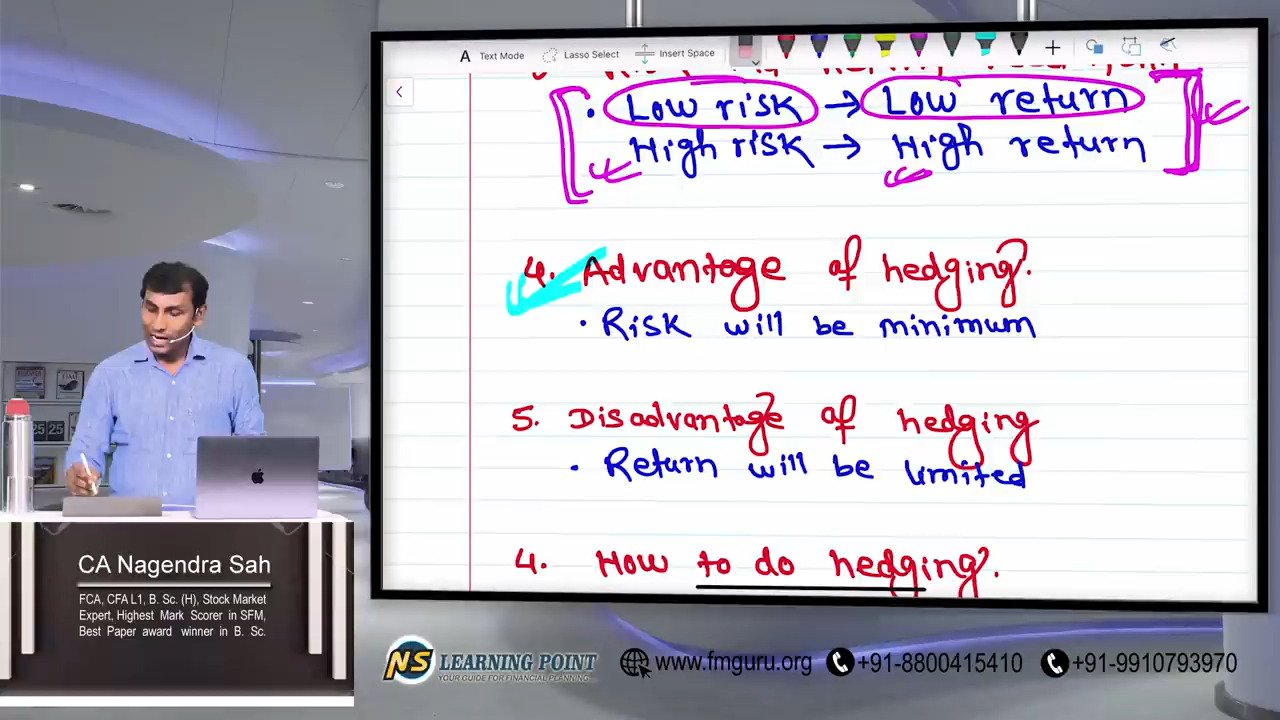 A Text Mode Lasso Select Insert Space
• Low risk → Low return
High risk → High return
4. Advantage of hedging?
• Risk will be minimum
5. Disadvantage of hedging
• Return will be limited
4. How to do hedging?
25 25
CA Nagendra Sah
FCA, CFA L1, B. Sc. (H), Stock Market
Expert, Highest Mark Scorer in SFM,
Best Paper award winner in B. Sc.
NS LEARNING POINT
YOUR GUIDE FOR FINANCIAL PLANNING
www.fmguru.org +91-8800415410 +91-9910793970